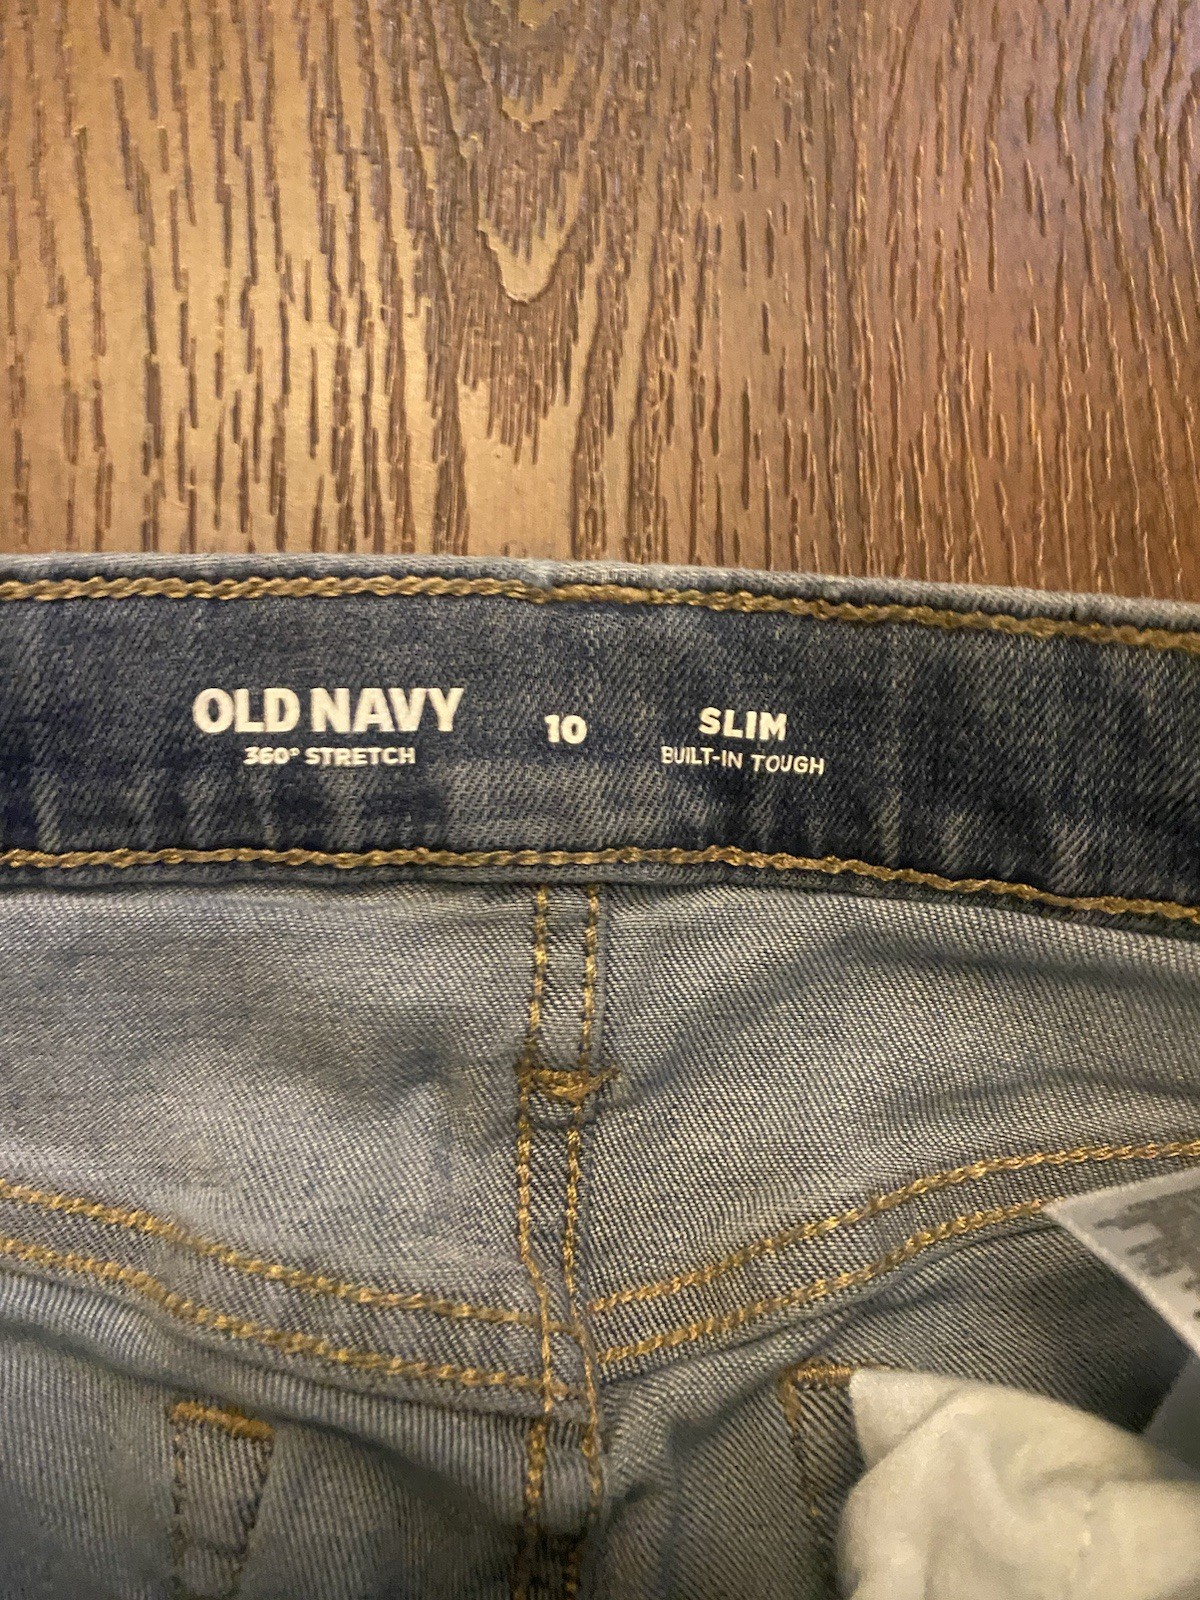 OLD NAVY
360° STRETCH
10
SLIM
BUILT-IN TOUGH